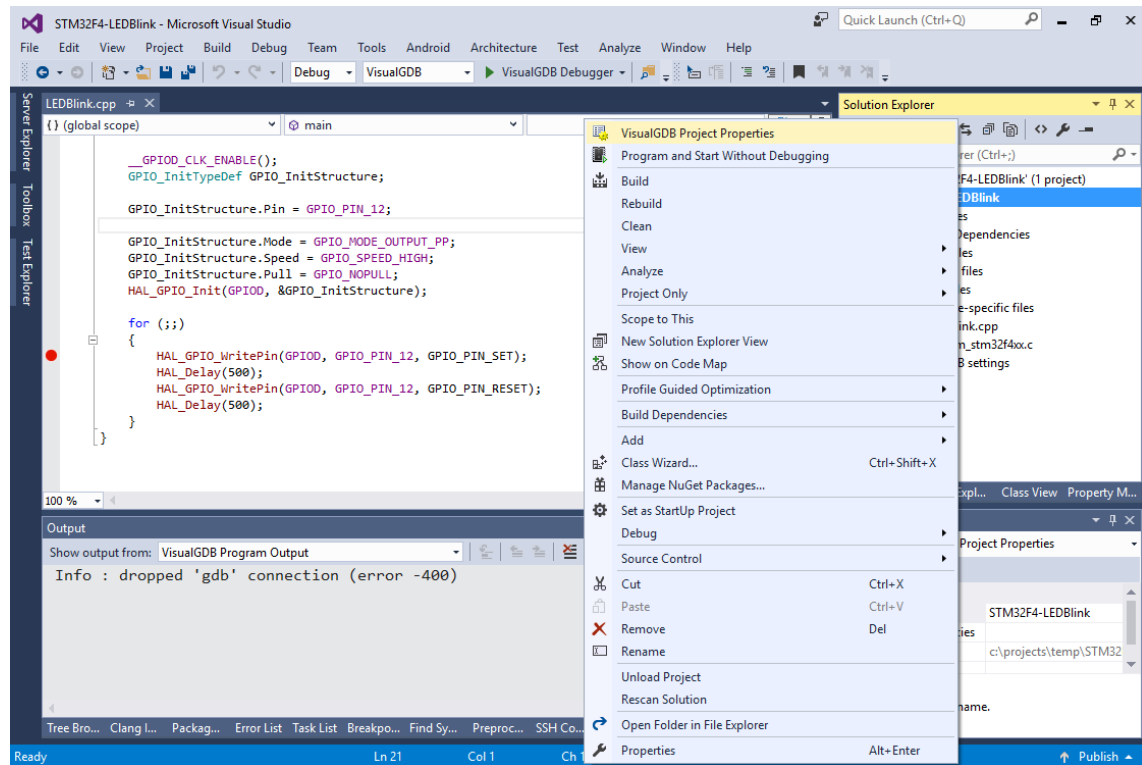 STM32F4-LEDBlink - Microsoft Visual Studio
Quick Launch (Ctrl+Q)
File Edit View Project Build Debug Team Tools Android Architecture Test Analyze Window Help
Debug VisualGDB VisualGDB Debugger
Server Explorer
Toolbox
Test Explorer
LEDBlink.cpp
{} (global scope) main
__GPIOD_CLK_ENABLE();
GPIO_InitTypeDef GPIO_InitStructure;
GPIO_InitStructure.Pin = GPIO_PIN_12;
GPIO_InitStructure.Mode = GPIO_MODE_OUTPUT_PP;
GPIO_InitStructure.Speed = GPIO_SPEED_HIGH;
GPIO_InitStructure.Pull = GPIO_NOPULL;
HAL_GPIO_Init(GPIOD, &GPIO_InitStructure);
for (;;)
{
HAL_GPIO_WritePin(GPIOD, GPIO_PIN_12, GPIO_PIN_SET);
HAL_Delay(500);
HAL_GPIO_WritePin(GPIOD, GPIO_PIN_12, GPIO_PIN_RESET);
HAL_Delay(500);
}
}
100 %
Output
Show output from: VisualGDB Program Output
Info : dropped 'gdb' connection (error -400)
Tree Bro... Clang I... Packag... Error List Task List Breakpo... Find Sy... Preproc... SSH Co...
Ready Ln 21 Col 1 Ch 1
VisualGDB Project Properties
Program and Start Without Debugging
Build
Rebuild
Clean
View
Analyze
Project Only
Scope to This
New Solution Explorer View
Show on Code Map
Profile Guided Optimization
Build Dependencies
Add
Class Wizard... Ctrl+Shift+X
Manage NuGet Packages...
Set as StartUp Project
Debug
Source Control
Cut Ctrl+X
Paste Ctrl+V
Remove Del
Rename
Unload Project
Rescan Solution
Open Folder in File Explorer
Properties Alt+Enter
Solution Explorer
rer (Ctrl+;)
F4-LEDBlink' (1 project)
EDBlink
es
Dependencies
les
files
es
e-specific files
ink.cpp
m_stm32f4xx.c
B settings
Expl... Class View Property M...
Project Properties
STM32F4-LEDBlink
ies
c:\projects\temp\STM32
name.
Publish